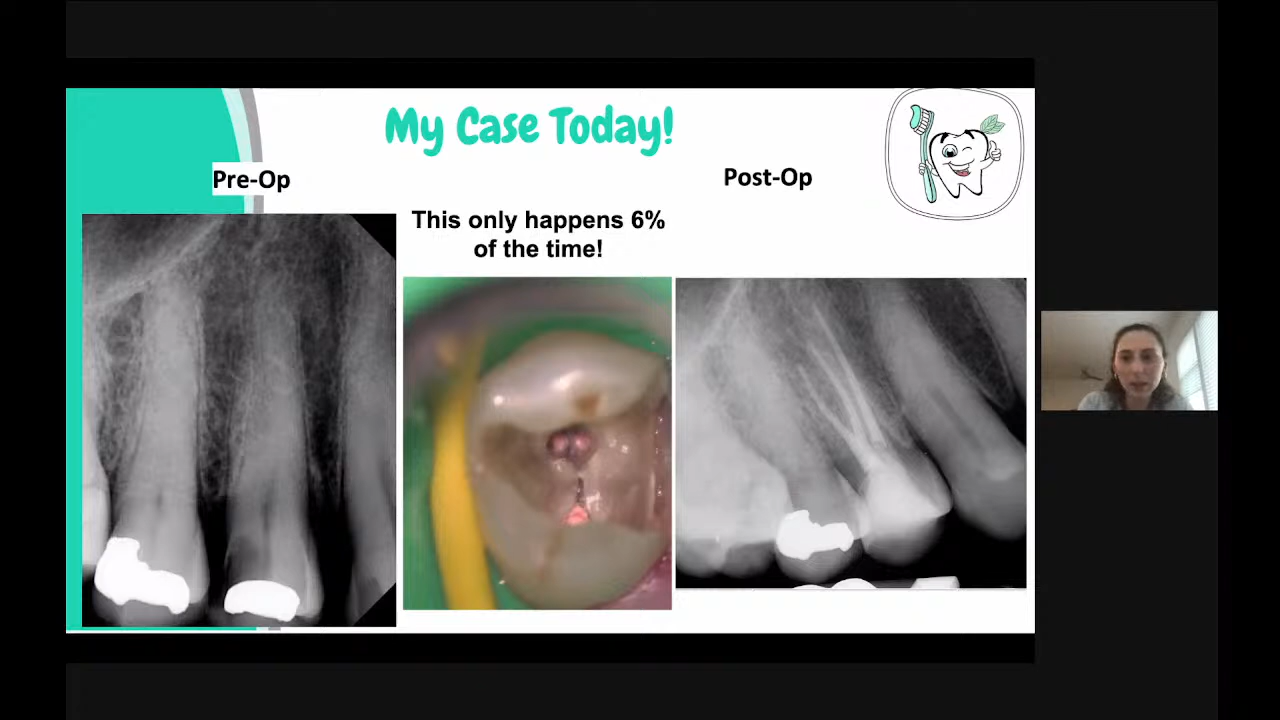 My Case Today!
Pre-Op
Post-Op
This only happens 6%
of the time!